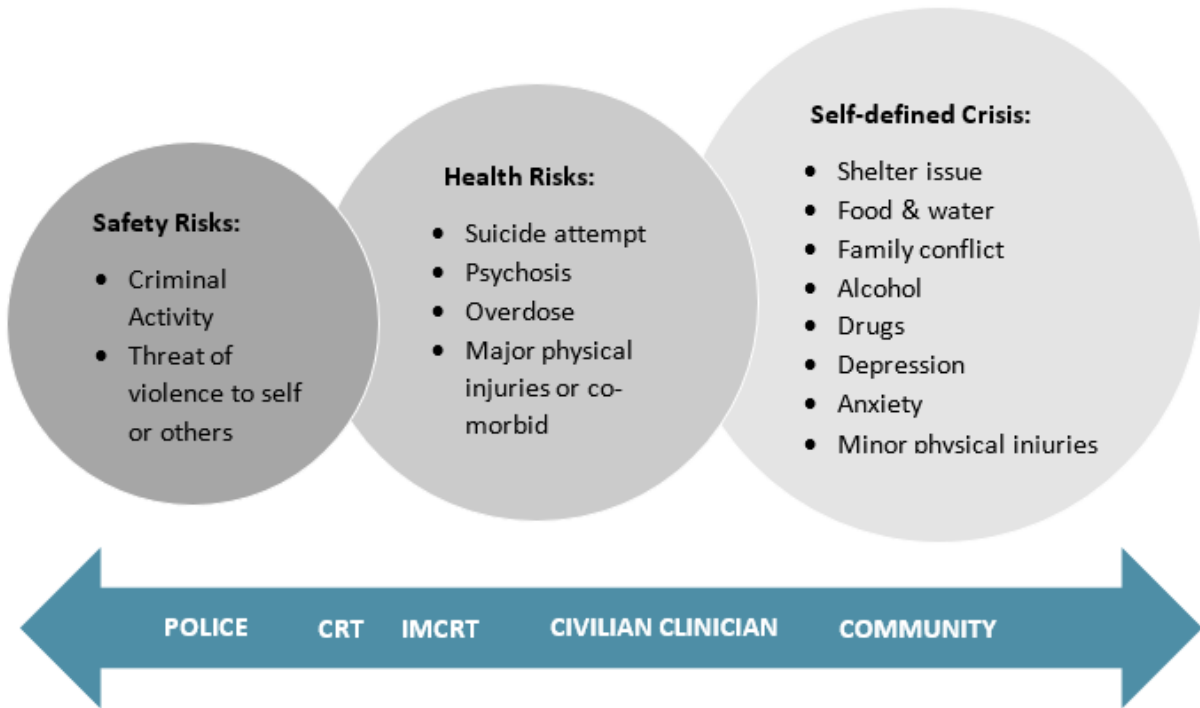 Safety Risks:
• Criminal
Activity
• Threat of
violence to self
or others
Health Risks:
• Suicide attempt
• Psychosis
• Overdose
• Major physical
injuries or co-
morbid
Self-defined Crisis:
• Shelter issue
• Food & water
• Family conflict
• Alcohol
• Drugs
• Depression
• Anxiety
• Minor physical injuries
POLICE CRT IMCRT CIVILIAN CLINICIAN COMMUNITY